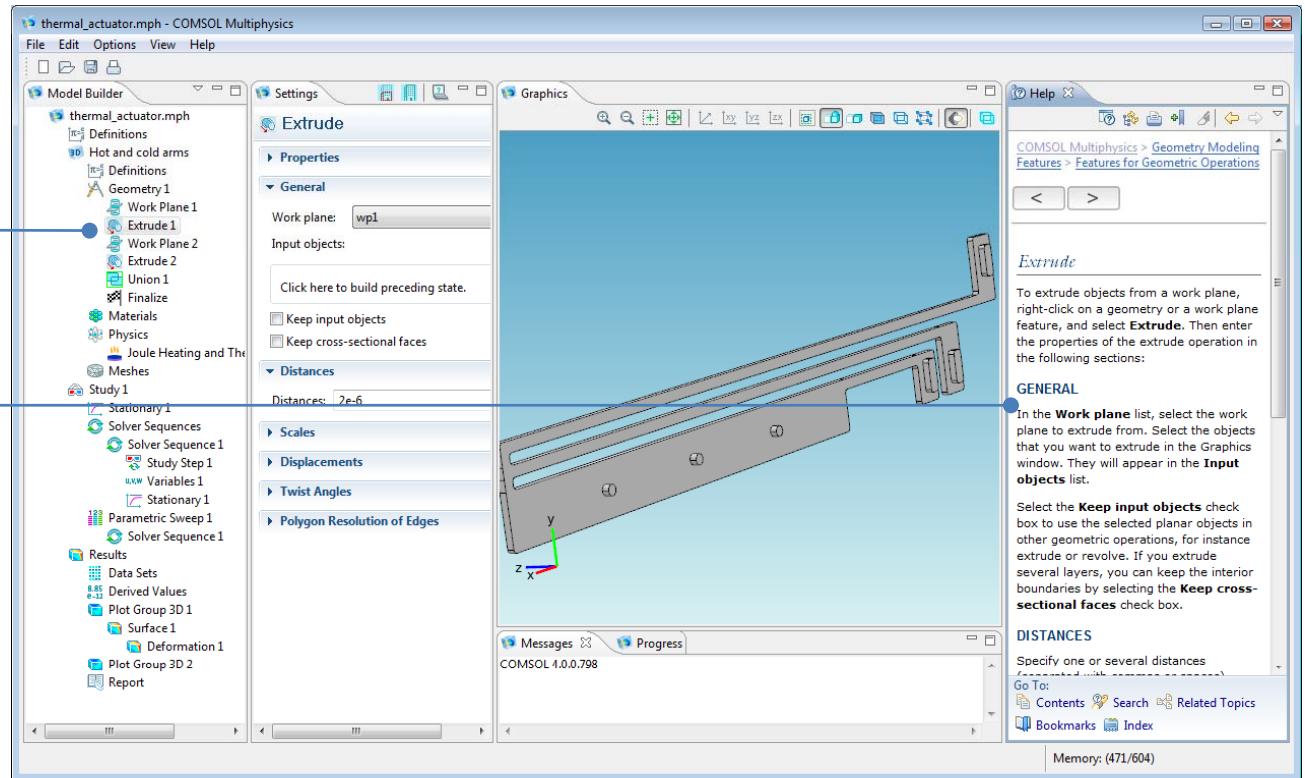 thermal_actuator.mph - COMSOL Multiphysics
File Edit Options View Help
Model Builder
thermal_actuator.mph
Definitions
Hot and cold arms
Definitions
Geometry 1
Work Plane 1
Extrude 1
Work Plane 2
Extrude 2
Union 1
Finalize
Materials
Physics
Joule Heating and The
Meshes
Study 1
Stationary 1
Solver Sequences
Solver Sequence 1
Study Step 1
Variables 1
Stationary 1
Parametric Sweep 1
Solver Sequence 1
Results
Data Sets
Derived Values
Plot Group 3D 1
Surface 1
Deformation 1
Plot Group 3D 2
Report
Settings
Extrude
Properties
General
Work plane: wp1
Input objects:
Click here to build preceding state.
Keep input objects
Keep cross-sectional faces
Distances
Distances: 2e-6
Scales
Displacements
Twist Angles
Polygon Resolution of Edges
Graphics
xy yz zx
y
z x
Messages Progress
COMSOL 4.0.0.798
Help
COMSOL Multiphysics > Geometry Modeling
Features > Features for Geometric Operations
< >
Extrude
To extrude objects from a work plane,
right-click on a geometry or a work plane
feature, and select Extrude. Then enter
the properties of the extrude operation in
the following sections:
GENERAL
In the Work plane list, select the work
plane to extrude from. Select the objects
that you want to extrude in the Graphics
window. They will appear in the Input
objects list.
Select the Keep input objects check
box to use the selected planar objects in
other geometric operations, for instance
extrude or revolve. If you extrude
several layers, you can keep the interior
boundaries by selecting the Keep cross-
sectional faces check box.
DISTANCES
Specify one or several distances
Go To:
Contents Search Related Topics
Bookmarks Index
Memory: (471/604)